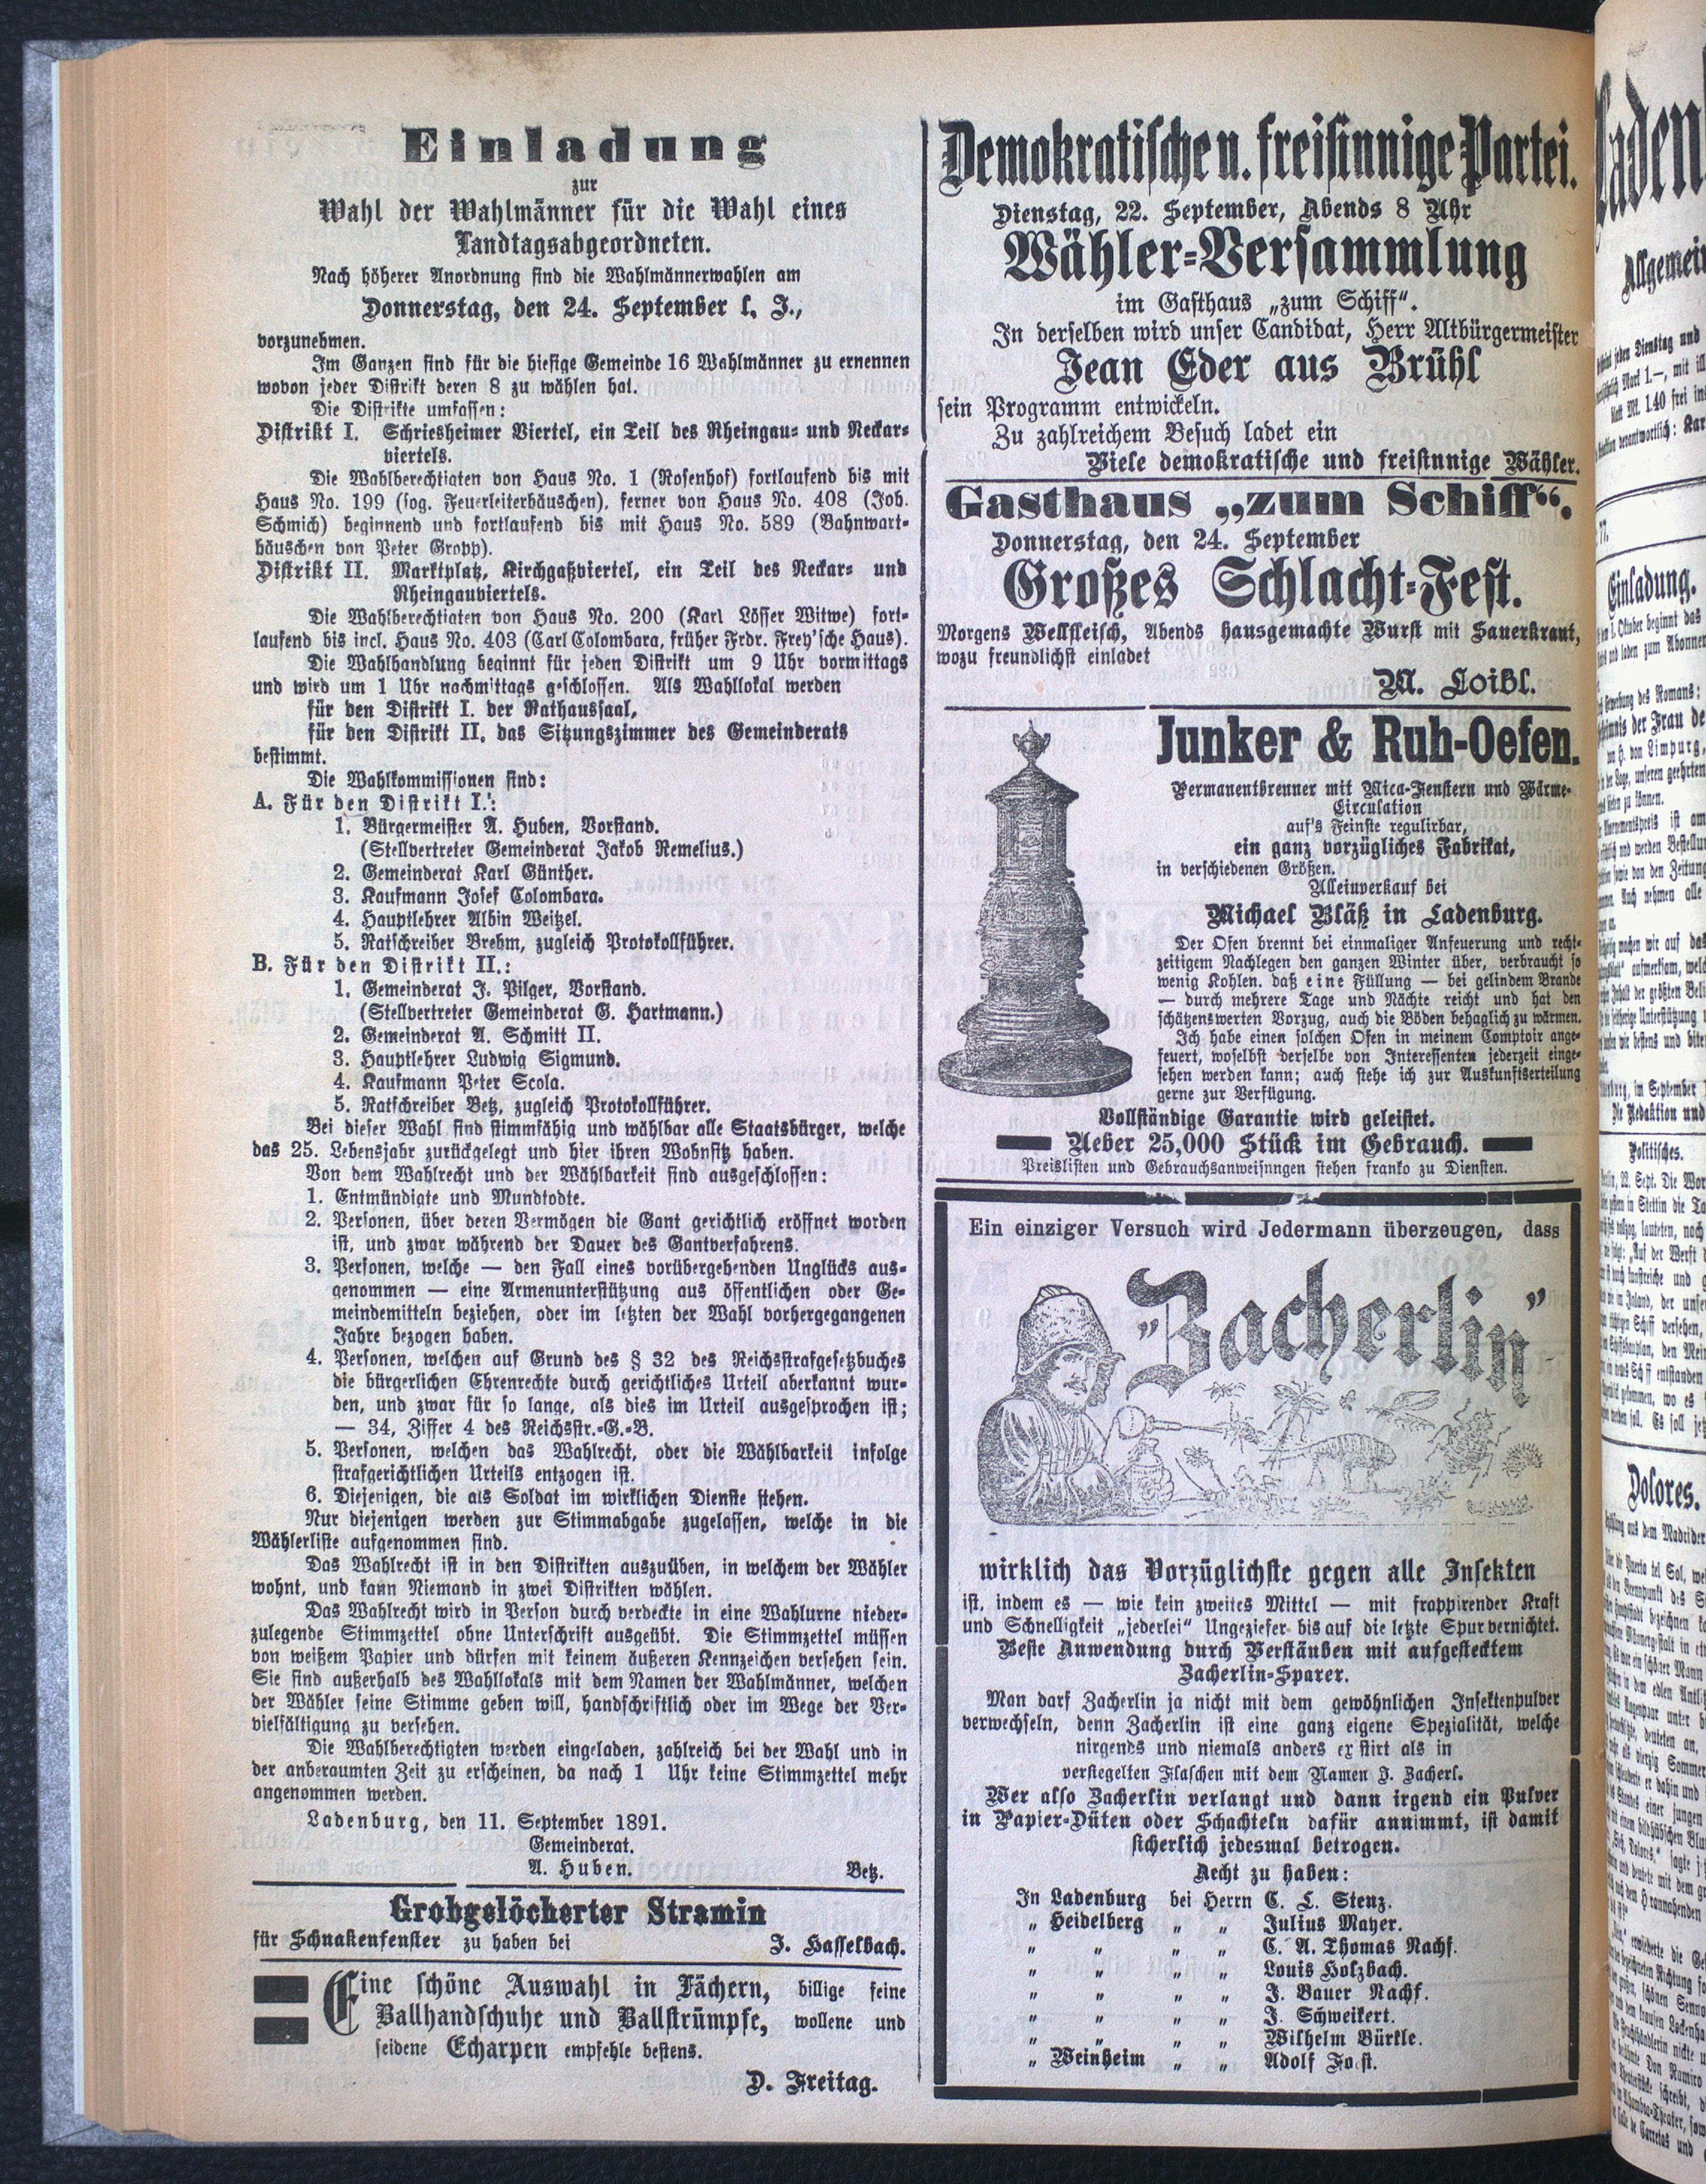 Einladung
zur
Wahl der Wahlmänner für die Wahl eines
Landtagsabgeordneten.
Nach höherer Anordnung sind die Wahlmännerwahlen am
Donnerstag, den 24. September l. J.,
vorzunehmen.
Im Ganzen sind für die hiesige Gemeinde 16 Wahlmänner zu ernennen
wovon jeder Distrikt deren 8 zu wählen hat.
Die Distrikte umfassen:
Distrikt I. Schriesheimer Viertel, ein Teil des Rheingau- und Neckar-
viertels.
Die Wahlberechtigten von Haus No. 1 (Rosenhof) fortlaufend bis mit
Haus No. 199 (sog. Feuerleiterhäuschen), ferner von Haus No. 408 (Joh.
Schmich) beginnend und fortlaufend bis mit Haus No. 589 (Bahnwart-
häuschen von Peter Gropp).
Distrikt II. Marktplatz, Kirchgaßviertel, ein Teil des Neckar- und
Rheingauviertels.
Die Wahlberechtigten von Haus No. 200 (Karl Lösser Witwe) fort-
laufend bis incl. Haus No. 403 (Carl Colombara, früher Frdr. Frey'sche Haus).
Die Wahlhandlung beginnt für jeden Distrikt um 9 Uhr vormittags
und wird um 1 Uhr nachmittags geschlossen. Als Wahllokal werden
für den Distrikt I. der Rathaussaal,
für den Distrikt II. das Sitzungszimmer des Gemeinderats
bestimmt.
Die Wahlkommissionen sind:
A. Für den Distrikt I.:
1. Bürgermeister A. Huben, Vorstand.
(Stellvertreter Gemeinderat Jakob Remelius.)
2. Gemeinderat Karl Günther.
3. Kaufmann Josef Colombara.
4. Hauptlehrer Albin Weitzel.
5. Ratschreiber Brehm, zugleich Protokollführer.
B. Für den Distrikt II.:
1. Gemeinderat J. Pilger, Vorstand.
(Stellvertreter Gemeinderat G. Hartmann.)
2. Gemeinderat A. Schmitt II.
3. Hauptlehrer Ludwig Sigmund.
4. Kaufmann Peter Scola.
5. Ratschreiber Betz, zugleich Protokollführer.
Bei dieser Wahl sind stimmfähig und wählbar alle Staatsbürger, welche
das 25. Lebensjahr zurückgelegt und hier ihren Wohnsitz haben.
Von dem Wahlrecht und der Wählbarkeit sind ausgeschlossen:
1. Entmündigte und Mundtodte.
2. Personen, über deren Vermögen die Gant gerichtlich eröffnet worden
ist, und zwar während der Dauer des Gantverfahrens.
3. Personen, welche — den Fall eines vorübergehenden Unglücks aus-
genommen — eine Armenunterstützung aus öffentlichen oder Ge-
meindemitteln beziehen, oder im letzten der Wahl vorhergegangenen
Jahre bezogen haben.
4. Personen, welchen auf Grund des § 32 des Reichsstrafgesetzbuches
die bürgerlichen Ehrenrechte durch gerichtliches Urteil aberkannt wur-
den, und zwar für so lange, als dies im Urteil ausgesprochen ist;
— 34, Ziffer 4 des Reichsstr.-G.-B.
5. Personen, welchen das Wahlrecht, oder die Wählbarkeit infolge
strafgerichtlichen Urteils entzogen ist.
6. Diejenigen, die als Soldat im wirklichen Dienste stehen.
Nur diejenigen werden zur Stimmabgabe zugelassen, welche in die
Wählerliste aufgenommen sind.
Das Wahlrecht ist in den Distrikten auszuüben, in welchem der Wähler
wohnt, und kann Niemand in zwei Distrikten wählen.
Das Wahlrecht wird in Person durch verdeckte in eine Wahlurne nieder-
zulegende Stimmzettel ohne Unterschrift ausgeübt. Die Stimmzettel müssen
von weißem Papier und dürfen mit keinem äußeren Kennzeichen versehen sein.
Sie sind außerhalb des Wahllokals mit dem Namen der Wahlmänner, welchen
der Wähler seine Stimme geben will, handschriftlich oder im Wege der Ver-
vielfältigung zu versehen.
Die Wahlberechtigten werden eingeladen, zahlreich bei der Wahl und in
der anberaumten Zeit zu erscheinen, da nach 1 Uhr keine Stimmzettel mehr
angenommen werden.
Ladenburg, den 11. September 1891.
Gemeinderat.
A. Huben. Betz.
Grobgelöcherter Stramin
für Schnakenfenster zu haben bei J. Hasselbach.
Eine schöne Auswahl in Fächern, billige feine
Ballhandschuhe und Ballstrümpfe, wollene und
seidene Echarpen empfehle bestens.
D. Freitag.
Demokratische u. freisinnige Partei.
Dienstag, 22. September, Abends 8 Uhr
Wähler-Versammlung
im Gasthaus „zum Schiff“.
In derselben wird unser Candidat, Herr Altbürgermeister
Jean Eder aus Brühl
sein Programm entwickeln.
Zu zahlreichem Besuch ladet ein
Viele demokratische und freisinnige Wähler.
Gasthaus „zum Schiff“.
Donnerstag, den 24. September
Großes Schlacht-Fest.
Morgens Wellfleisch, Abends hausgemachte Wurst mit Sauerkraut,
wozu freundlichst einladet
M. Loibl.
Junker & Ruh-Oefen.
Permanentbrenner mit Mica-Fenstern und Wärme-
Circulation
auf's Feinste regulirbar,
ein ganz vorzügliches Fabrikat,
in verschiedenen Größen.
Alleinverkauf bei
Michael Bläß in Ladenburg.
Der Ofen brennt bei einmaliger Anfeuerung und recht-
zeitigem Nachlegen den ganzen Winter über, verbraucht so
wenig Kohlen, daß eine Füllung — bei gelindem Brande
— durch mehrere Tage und Nächte reicht und hat den
schätzenswerten Vorzug, auch die Böden behaglich zu wärmen.
Ich habe einen solchen Ofen in meinem Comptoir ange-
feuert, woselbst derselbe von Interessenten jederzeit einge-
sehen werden kann; auch stehe ich zur Auskunftserteilung
gerne zur Verfügung.
Vollständige Garantie wird geleistet.
Ueber 25,000 Stück im Gebrauch.
Preislisten und Gebrauchsanweisungen stehen franko zu Diensten.
Ein einziger Versuch wird Jedermann überzeugen, dass
„Zacherlin”
wirklich das Vorzüglichste gegen alle Insekten
ist, indem es — wie kein zweites Mittel — mit frappirender Kraft
und Schnelligkeit „jederlei“ Ungeziefer bis auf die letzte Spur vernichtet.
Beste Anwendung durch Verstäuben mit aufgestecktem
Zacherlin-Sparer.
Man darf Zacherlin ja nicht mit dem gewöhnlichen Insektenpulver
verwechseln, denn Zacherlin ist eine ganz eigene Spezialität, welche
nirgends und niemals anders existirt als in
versiegelten Flaschen mit dem Namen J. Zacherl.
Wer also Zacherlin verlangt und dann irgend ein Pulver
in Papier-Düten oder Schachteln dafür annimmt, ist damit
sicherlich jedesmal betrogen.
Aecht zu haben:
In Ladenburg bei Herrn C. L. Stenz.
„ Heidelberg „ „ Julius Mayer.
„ „ „ „ C. A. Thomas Nachf.
„ „ „ „ Louis Holzbach.
„ „ „ „ J. Bauer Nachf.
„ „ „ „ J. Schweikert.
„ „ „ „ Wilhelm Bürkle.
„ Weinheim „ „ Adolf
Einladung.
Politisches.
Dolores.